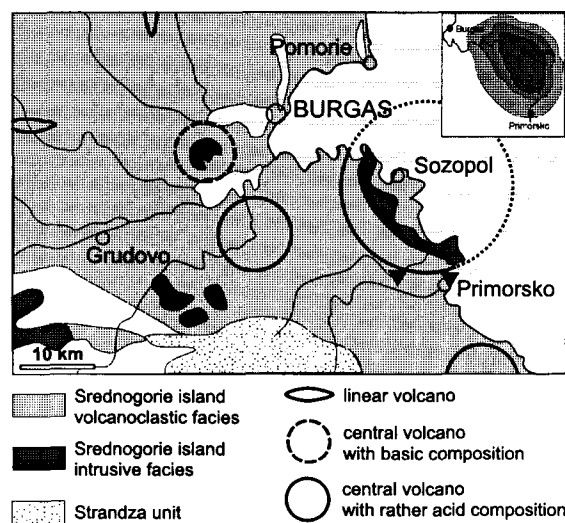 Burgas
Primorsko
Pomorie
BURGAS
Sozopol
Grudovo
Primorsko
10 km
Srednogorie island
volcanoclastic facies
Srednogorie island
intrusive facies
Strandza unit
linear volcano
central volcano
with basic composition
central volcano
with rather acid composition